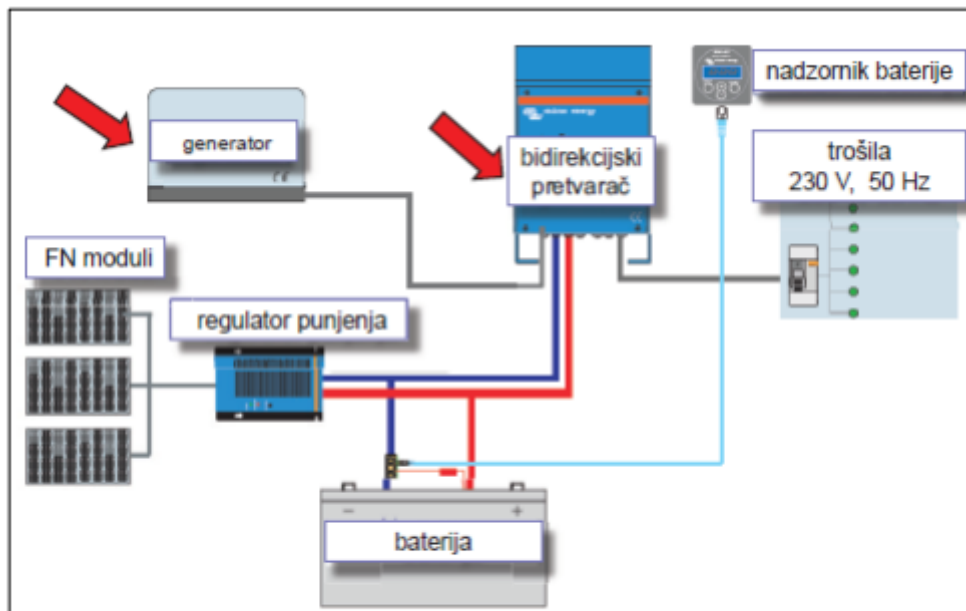 nadzornik baterije
generator
bidirekcijski
pretvarač
trošila
230 V, 50 Hz
FN moduli
regulator punjenja
baterija
- +